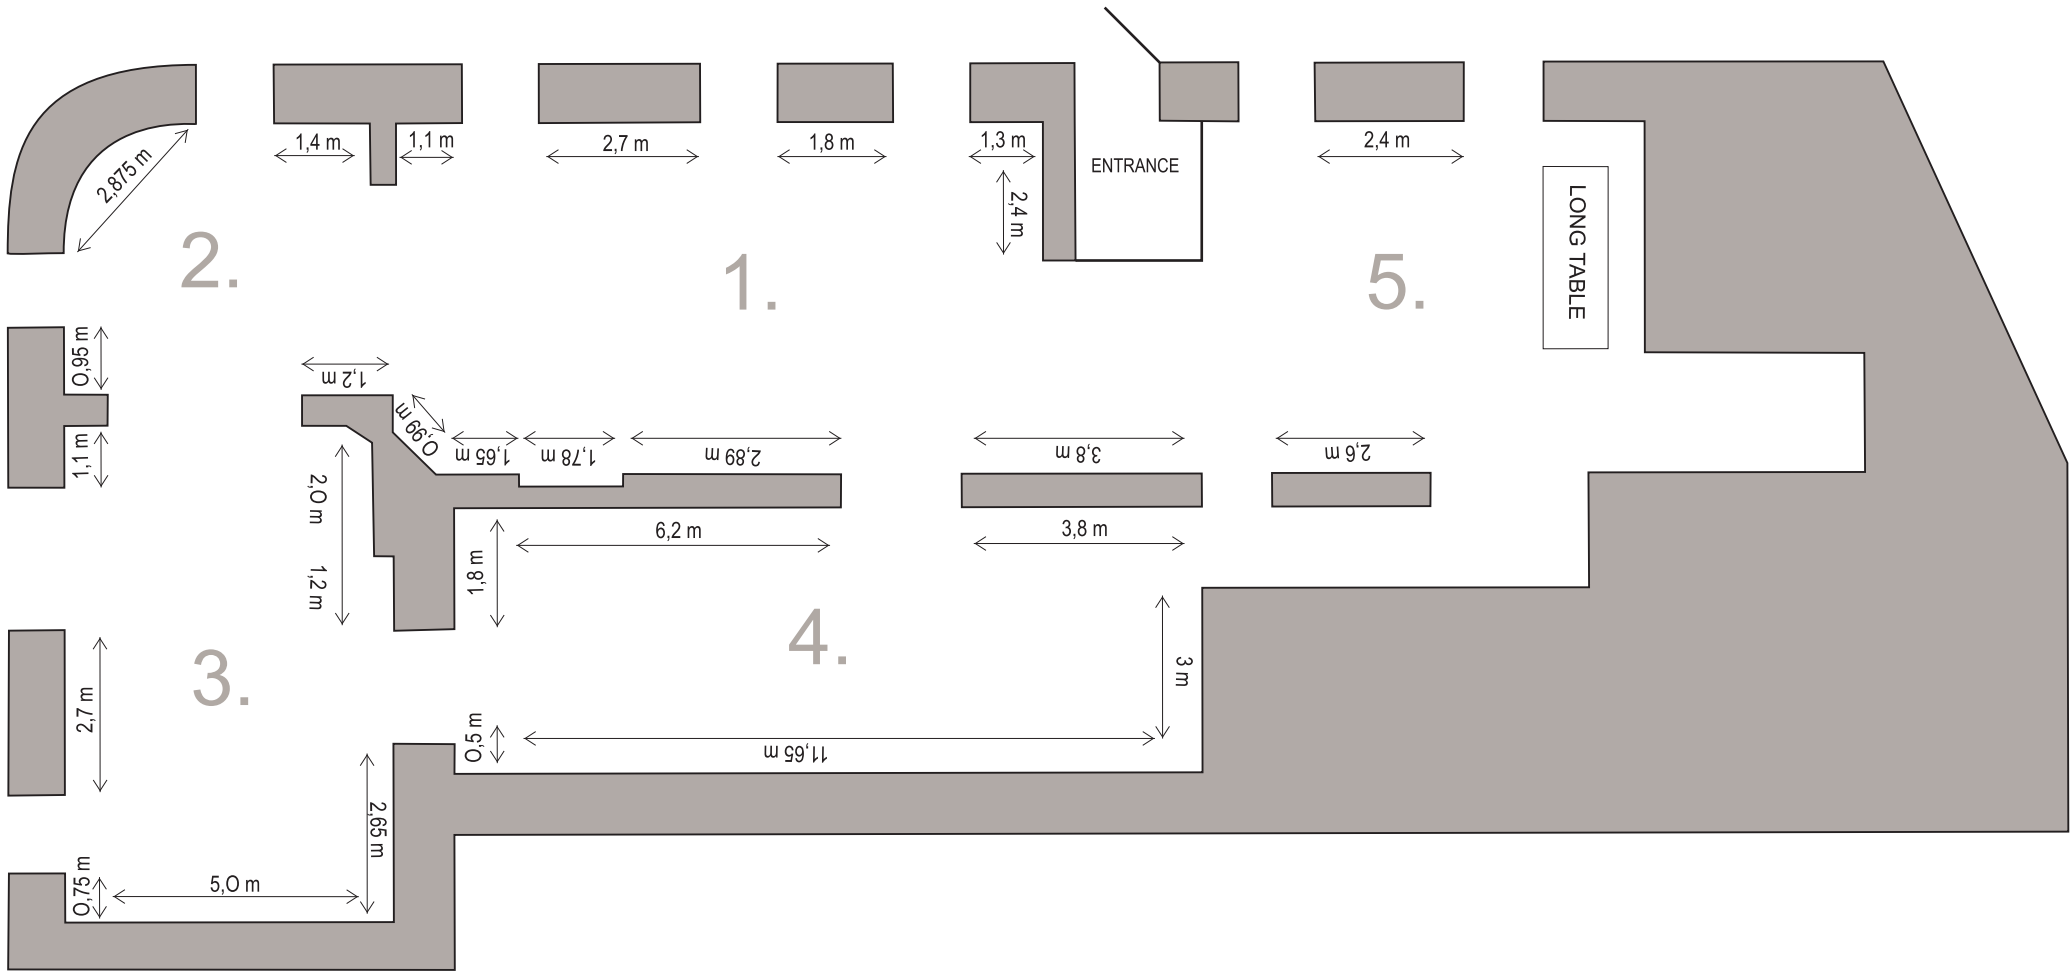 1,4 m
1,1 m
2,7 m
1,8 m
1,3 m
ENTRANCE
2,4 m
2,875 m
2,4 m
LONG TABLE
2.
1.
5.
0,95 m
1,2 m
0,99 m
1,1 m
1,65 m
1,78 m
2,89 m
3,8 m
2,6 m
2,0 m
1,2 m
1,8 m
6,2 m
3,8 m
3.
4.
3 m
2,7 m
0,5 m
11,65 m
2,65 m
0,75 m
5,0 m